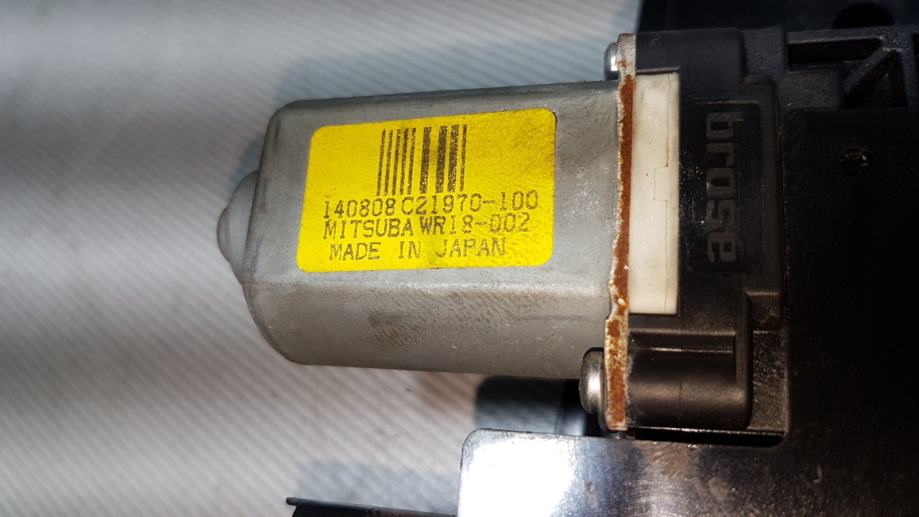 140808 C21970-100
MITSUBA WR18-002
MADE IN JAPAN
brose